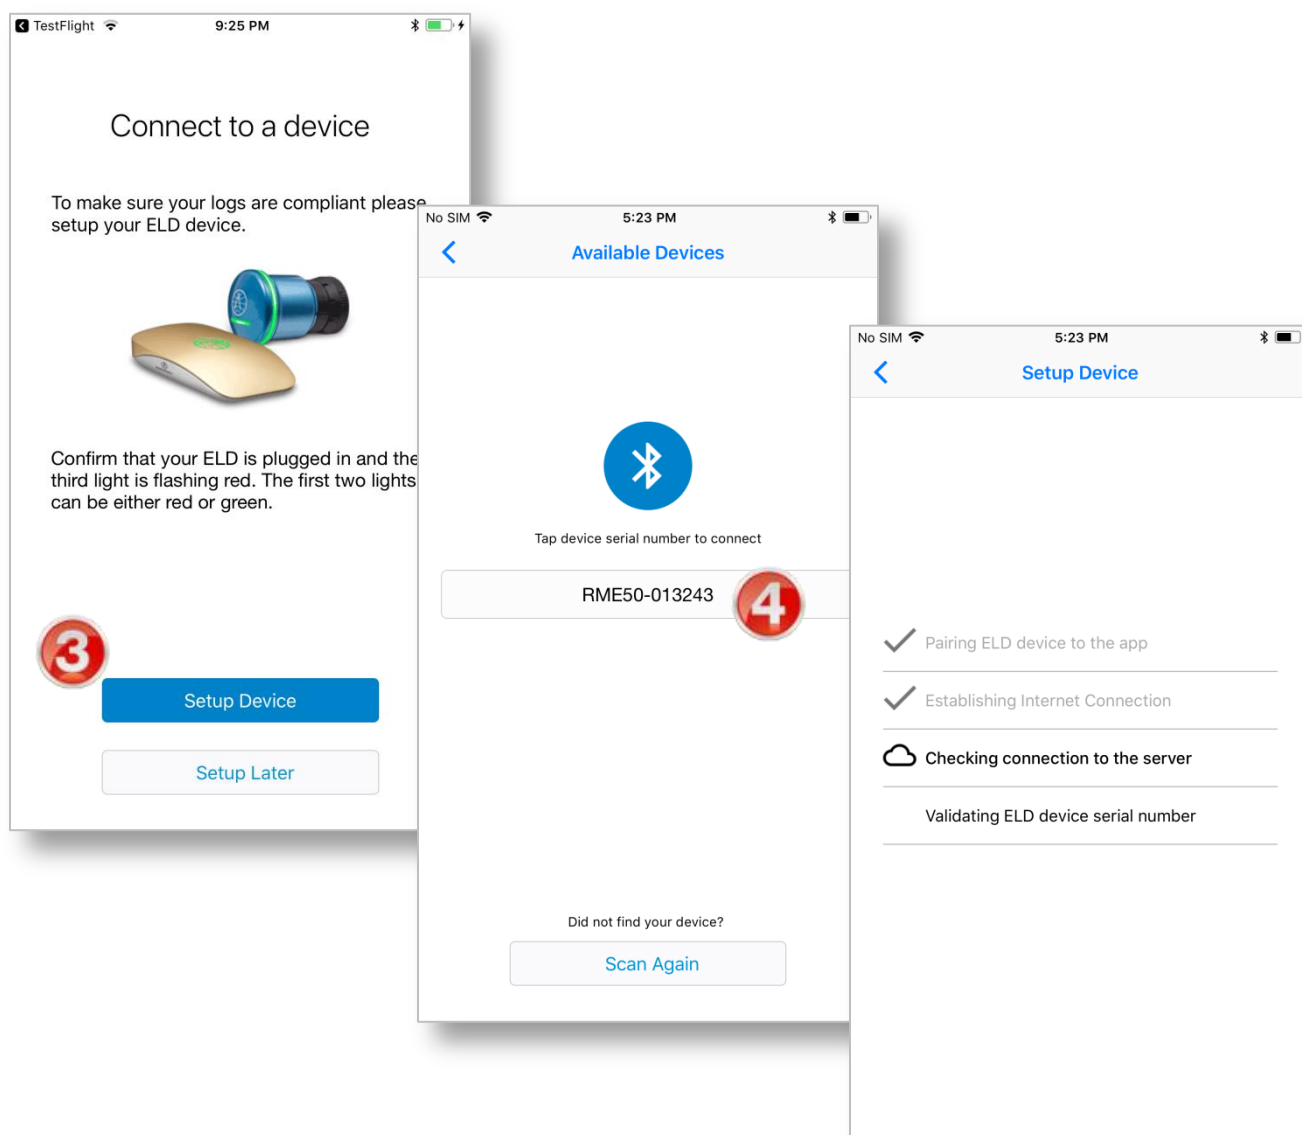 TestFlight 9:25 PM
Connect to a device
To make sure your logs are compliant please
setup your ELD device.
Confirm that your ELD is plugged in and the
third light is flashing red. The first two lights
can be either red or green.
3
Setup Device
Setup Later
No SIM 5:23 PM
Available Devices
Tap device serial number to connect
RME50-013243
4
Did not find your device?
Scan Again
No SIM 5:23 PM
Setup Device
Pairing ELD device to the app
Establishing Internet Connection
Checking connection to the server
Validating ELD device serial number